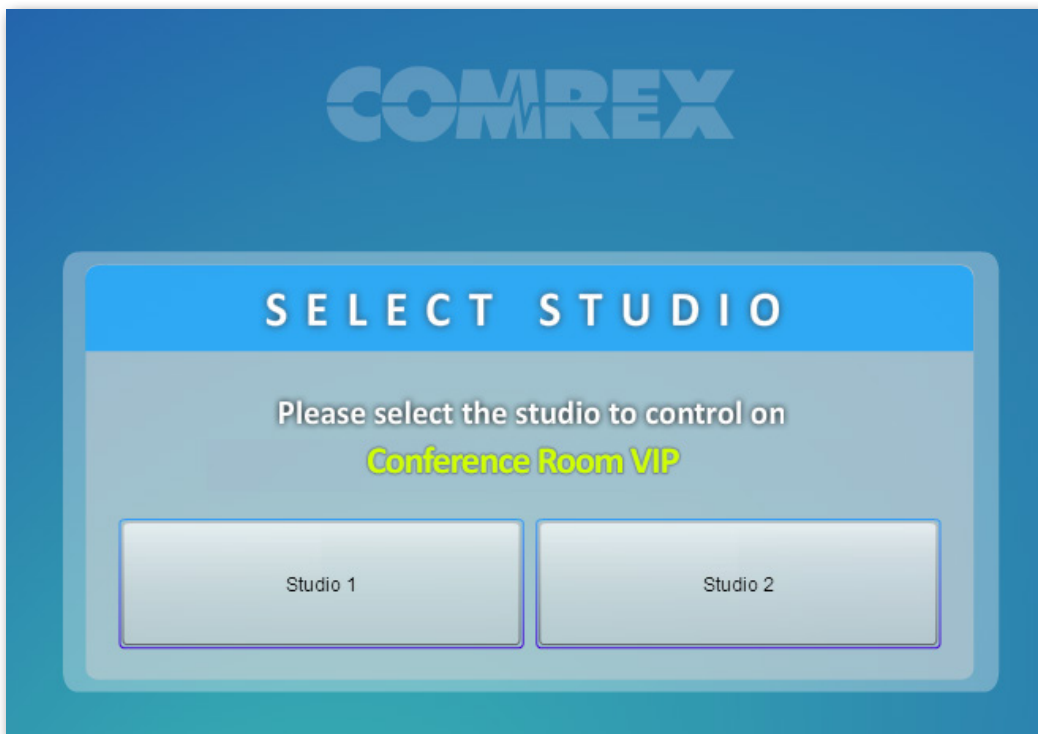 COMREX
SELECT STUDIO
Please select the studio to control on
Conference Room VIP
Studio 1
Studio 2